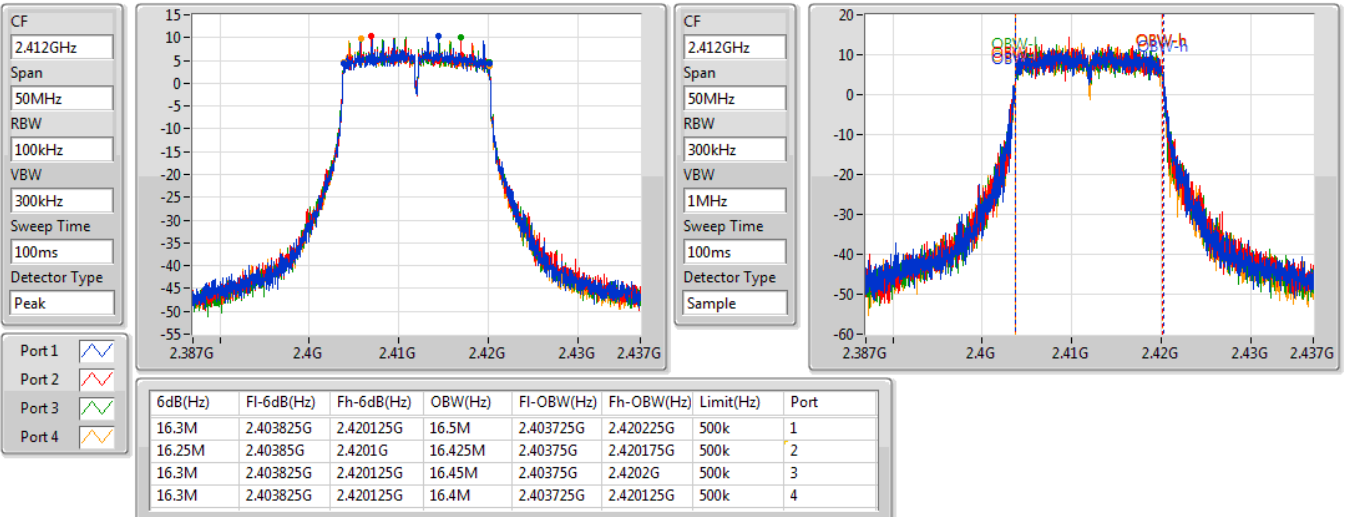 CF
2.412GHz
Span
50MHz
RBW
100kHz
VBW
300kHz
Sweep Time
100ms
Detector Type
Peak
Port 1
Port 2
Port 3
Port 4
15
10
5
0
-5
-10
-15
-20
-25
-30
-35
-40
-45
-50
-55
2.387G 2.4G 2.41G 2.42G 2.43G 2.437G
CF
2.412GHz
Span
50MHz
RBW
300kHz
VBW
1MHz
Sweep Time
100ms
Detector Type
Sample
20
10
0
-10
-20
-30
-40
-50
-60
OBW-l OBW-h
2.387G 2.4G 2.41G 2.42G 2.43G 2.437G
6dB(Hz) Fl-6dB(Hz) Fh-6dB(Hz) OBW(Hz) Fl-OBW(Hz) Fh-OBW(Hz) Limit(Hz) Port
16.3M 2.403825G 2.420125G 16.5M 2.403725G 2.420225G 500k 1
16.25M 2.40385G 2.4201G 16.425M 2.40375G 2.420175G 500k 2
16.3M 2.403825G 2.420125G 16.45M 2.40375G 2.4202G 500k 3
16.3M 2.403825G 2.420125G 16.4M 2.403725G 2.420125G 500k 4